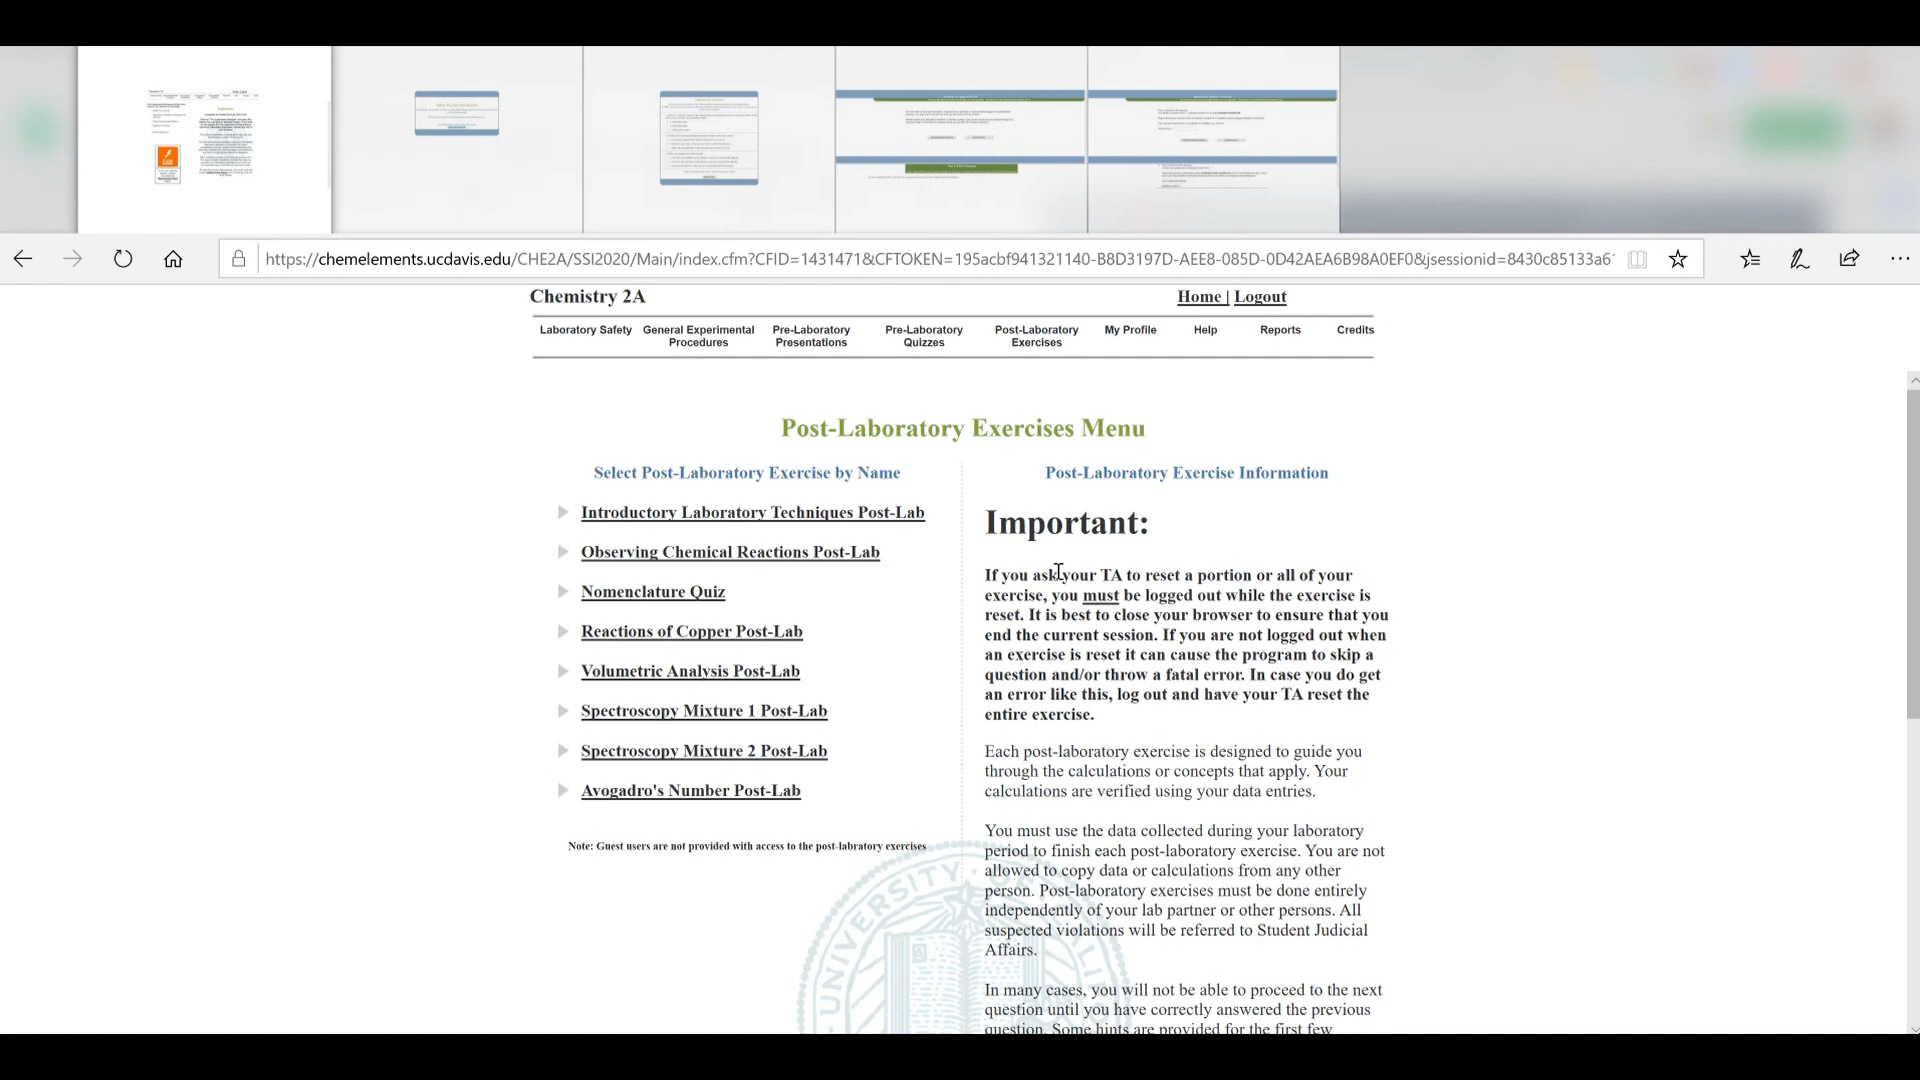 https://chemelements.ucdavis.edu/CHE2A/SSI2020/Main/index.cfm?CFID=1431471&CFTOKEN=195acbf941321140-B8D3197D-AEE8-085D-0D42AEA6B98A0EF0&jsessionid=8430c85133a6
Chemistry 2A
Home | Logout
Laboratory Safety
General Experimental
Procedures
Pre-Laboratory
Presentations
Pre-Laboratory
Quizzes
Post-Laboratory
Exercises
My Profile
Help
Reports
Credits
Post-Laboratory Exercises Menu
Select Post-Laboratory Exercise by Name
Introductory Laboratory Techniques Post-Lab
Observing Chemical Reactions Post-Lab
Nomenclature Quiz
Reactions of Copper Post-Lab
Volumetric Analysis Post-Lab
Spectroscopy Mixture 1 Post-Lab
Spectroscopy Mixture 2 Post-Lab
Avogadro's Number Post-Lab
Note: Guest users are not provided with access to the post-labratory exercises
Post-Laboratory Exercise Information
Important:
If you ask your TA to reset a portion or all of your
exercise, you must be logged out while the exercise is
reset. It is best to close your browser to ensure that you
end the current session. If you are not logged out when
an exercise is reset it can cause the program to skip a
question and/or throw a fatal error. In case you do get
an error like this, log out and have your TA reset the
entire exercise.
Each post-laboratory exercise is designed to guide you
through the calculations or concepts that apply. Your
calculations are verified using your data entries.
You must use the data collected during your laboratory
period to finish each post-laboratory exercise. You are not
allowed to copy data or calculations from any other
person. Post-laboratory exercises must be done entirely
independently of your lab partner or other persons. All
suspected violations will be referred to Student Judicial
Affairs.
In many cases, you will not be able to proceed to the next
question until you have correctly answered the previous
question. Some hints are provided for the first few
UNIVERSITY OF